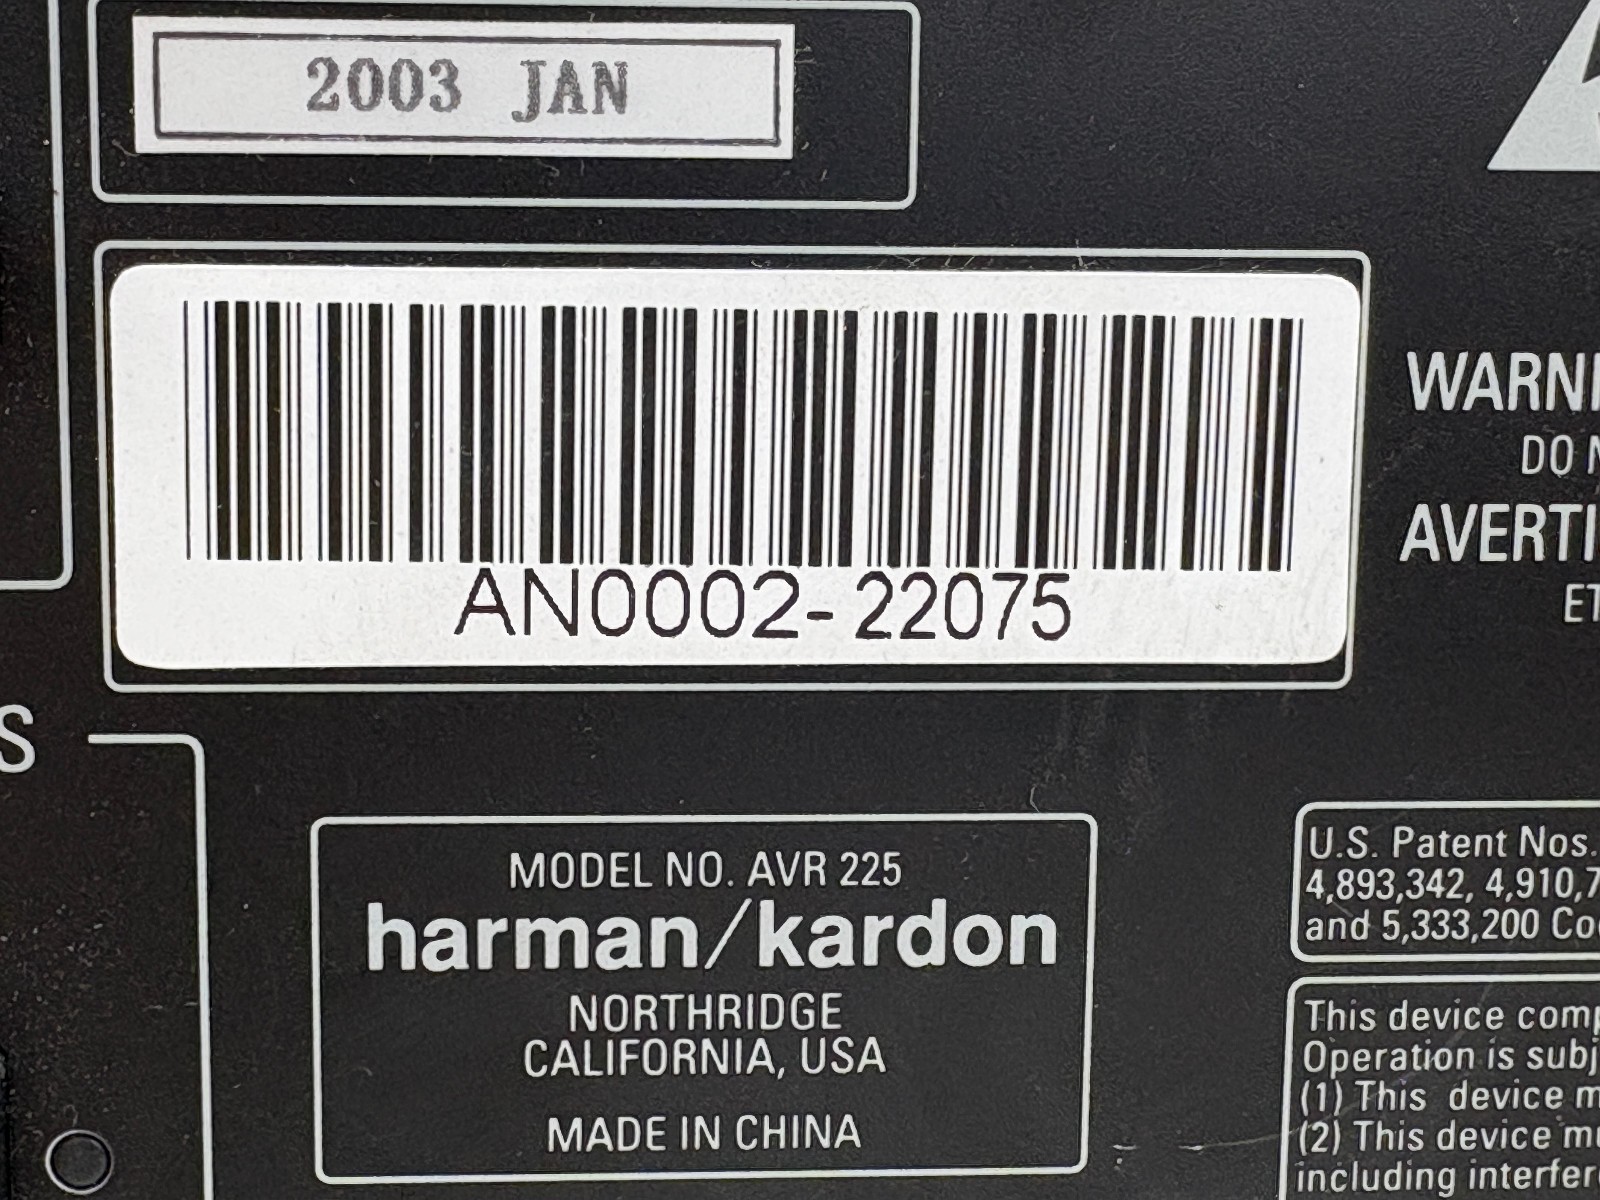 2003 JAN
AN0002-22075
WARNI
DO N
AVERTI
ET
S
MODEL NO. AVR 225
harman/kardon
NORTHRIDGE
CALIFORNIA, USA
MADE IN CHINA
U.S. Patent Nos.
4,893,342, 4,910,7
and 5,333,200 Co
This device comp
Operation is subj
(1) This device m
(2) This device mu
including interfer